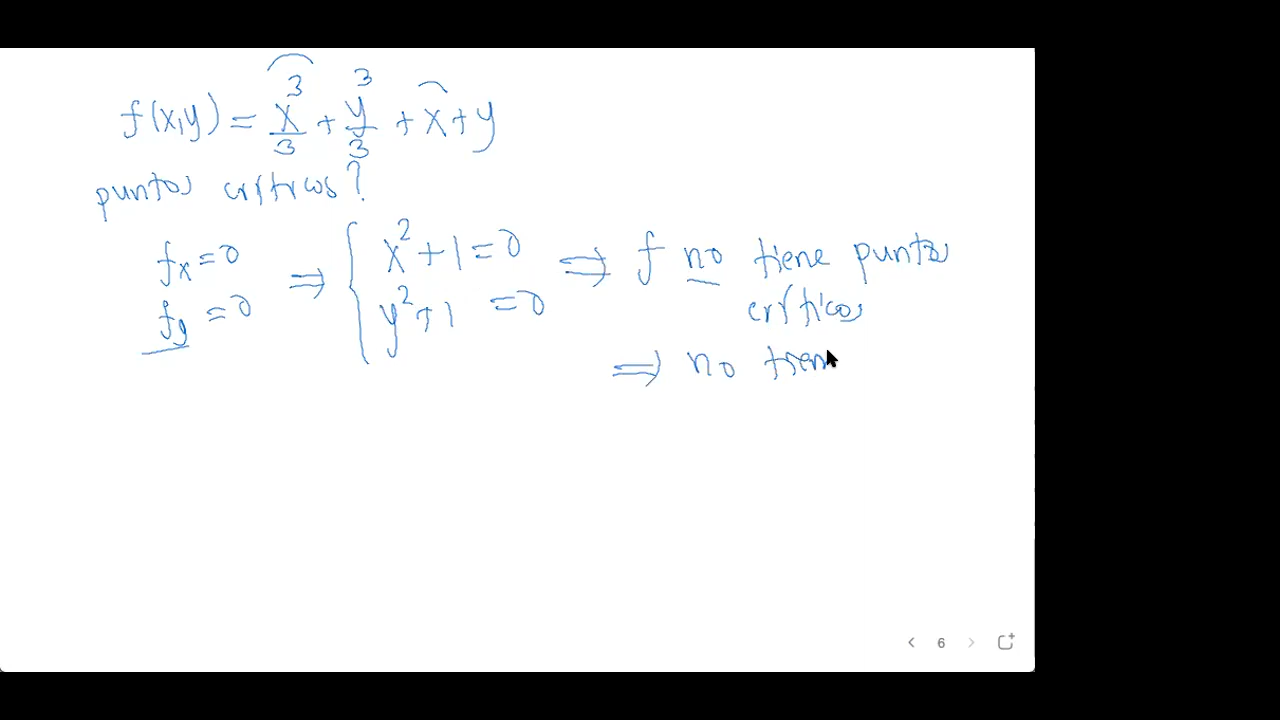 f(x,y) = x³/3 + y³/3 + x + y
puntos críticos?
fx = 0 ⇒ { x² + 1 = 0 ⇒ f no tiene puntos
fy = 0 y² + 1 = 0 críticos
⇒ no tien
6